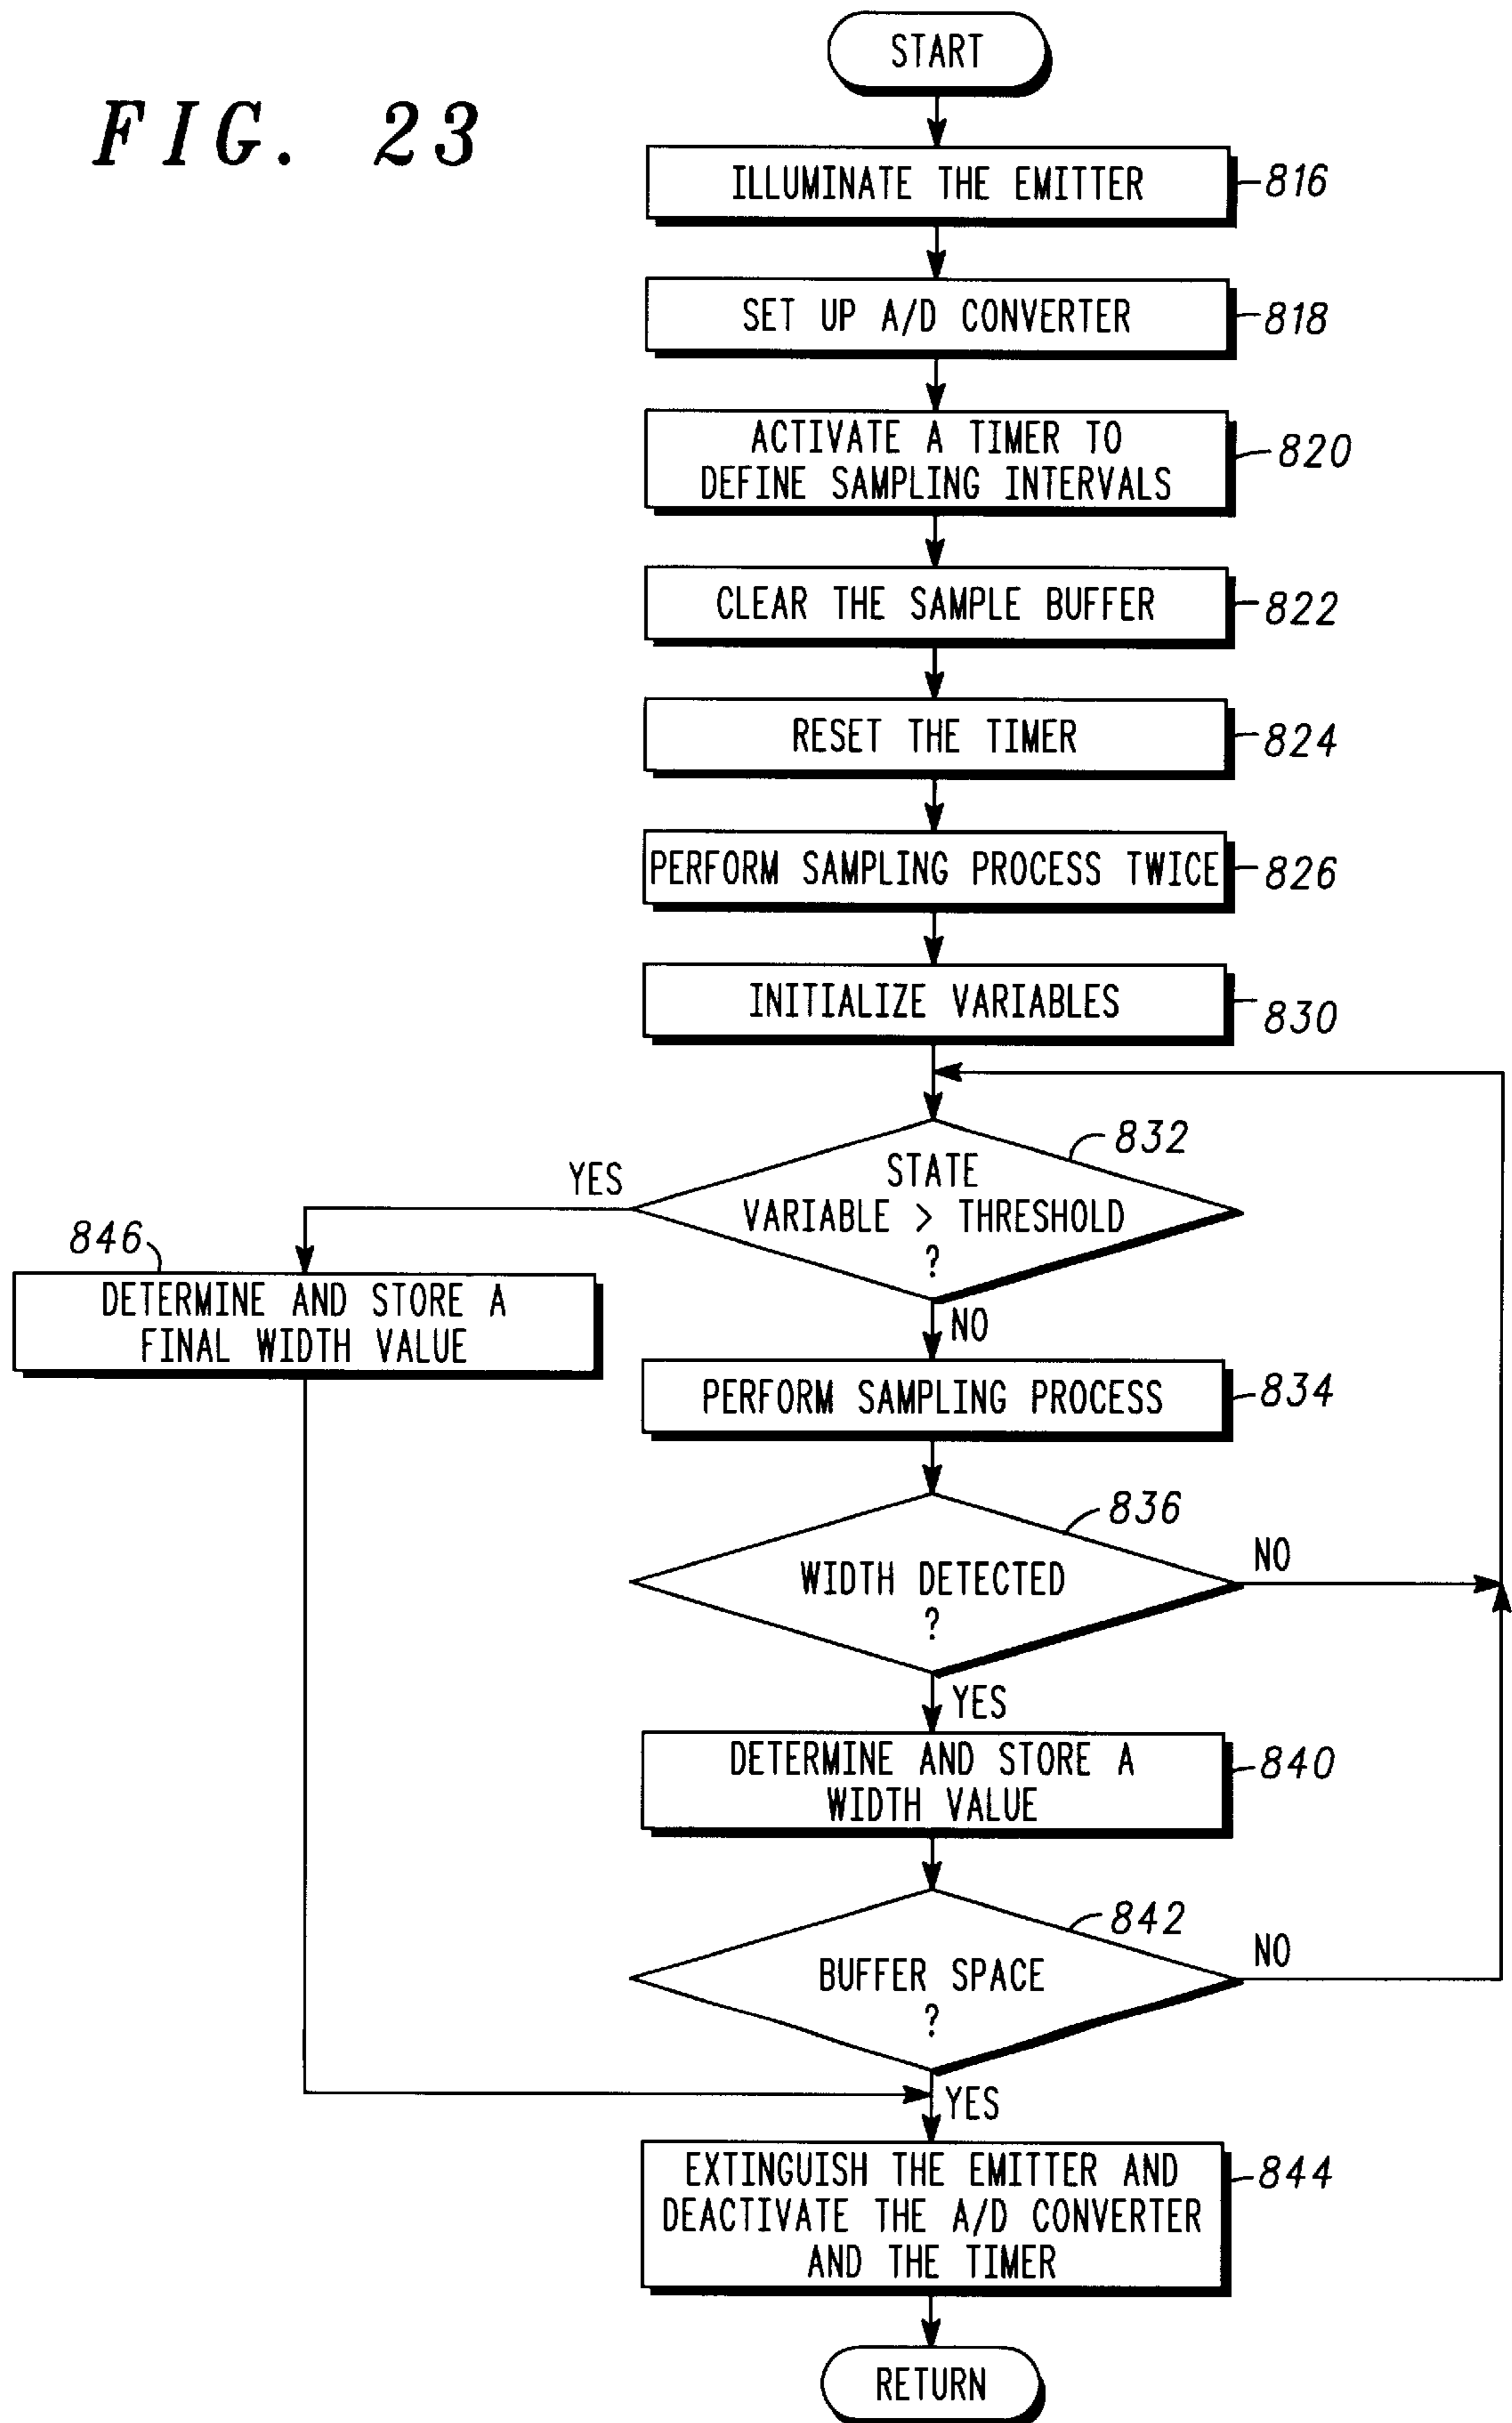 START
FIG. 23
ILLUMINATE THE EMITTER
816
SET UP A/D CONVERTER
818
ACTIVATE A TIMER TO
DEFINE SAMPLING INTERVALS
820
CLEAR THE SAMPLE BUFFER
822
RESET THE TIMER
824
PERFORM SAMPLING PROCESS TWICE
826
INITIALIZE VARIABLES
830
832
STATE
VARIABLE > THRESHOLD
?
YES
846
DETERMINE AND STORE A
FINAL WIDTH VALUE
NO
PERFORM SAMPLING PROCESS
834
836
WIDTH DETECTED
?
NO
YES
DETERMINE AND STORE A
WIDTH VALUE
840
842
BUFFER SPACE
?
NO
YES
EXTINGUISH THE EMITTER AND
DEACTIVATE THE A/D CONVERTER
AND THE TIMER
844
RETURN